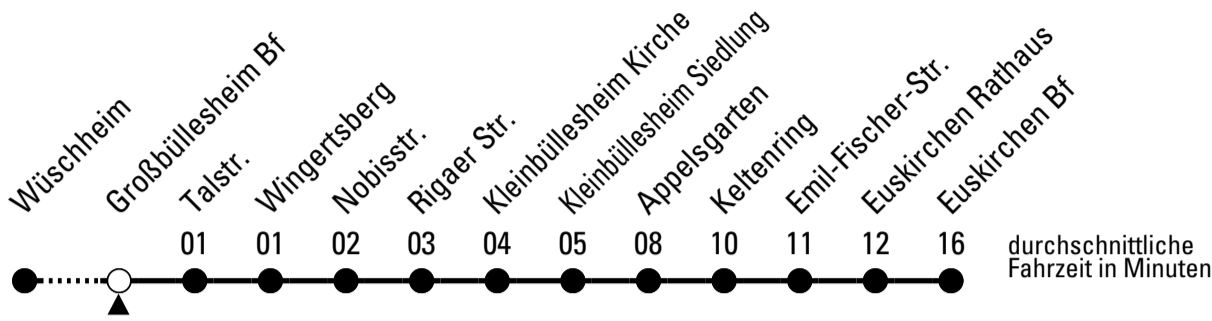 Wüschheim
Großbüllesheim Bf
Talstr.
Wingertsberg
Nobisstr.
Rigaer Str.
Kleinbüllesheim Kirche
Kleinbüllesheim Siedlung
Appelsgarten
Keltenring
Emil-Fischer-Str.
Euskirchen Rathaus
Euskirchen Bf
01 01 02 03 04 05 08 10 11 12 16
durchschnittliche
Fahrzeit in Minuten